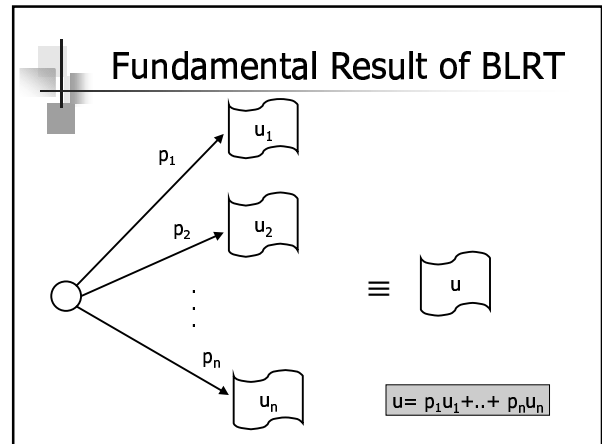 Fundamental Result of BLRT
u₁
p₁
u₂
p₂
.
.
.
≡
u
pₙ
uₙ
u= p₁u₁+..+ pₙuₙ